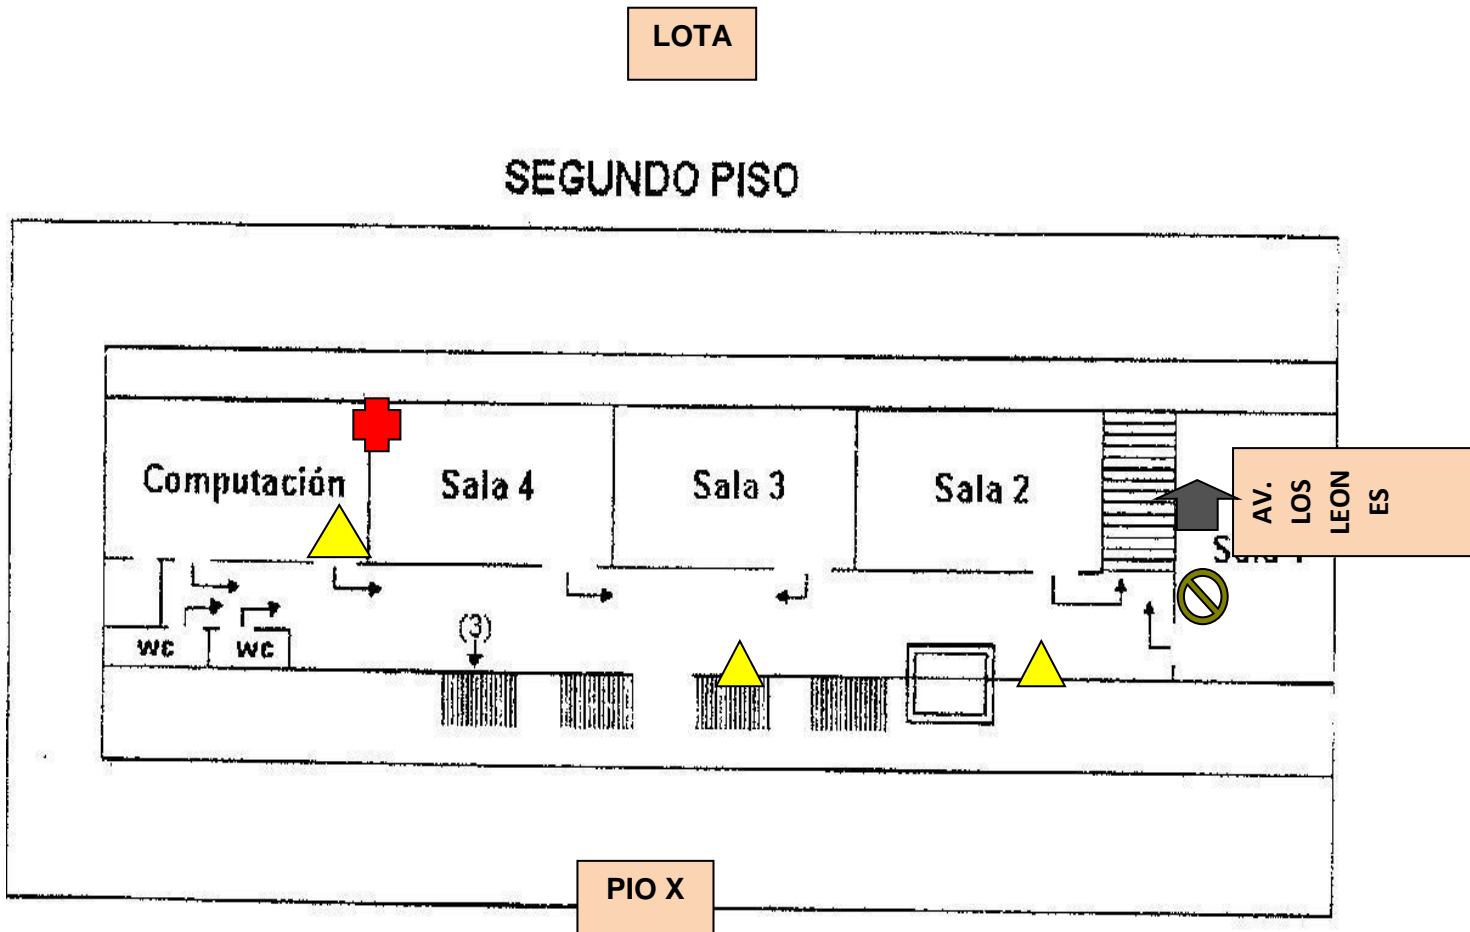 LOTA
SEGUNDO PISO
Computación
Sala 4
Sala 3
Sala 2
AV.
LOS
LEON
ES
(3)
WC
WC
PIO X